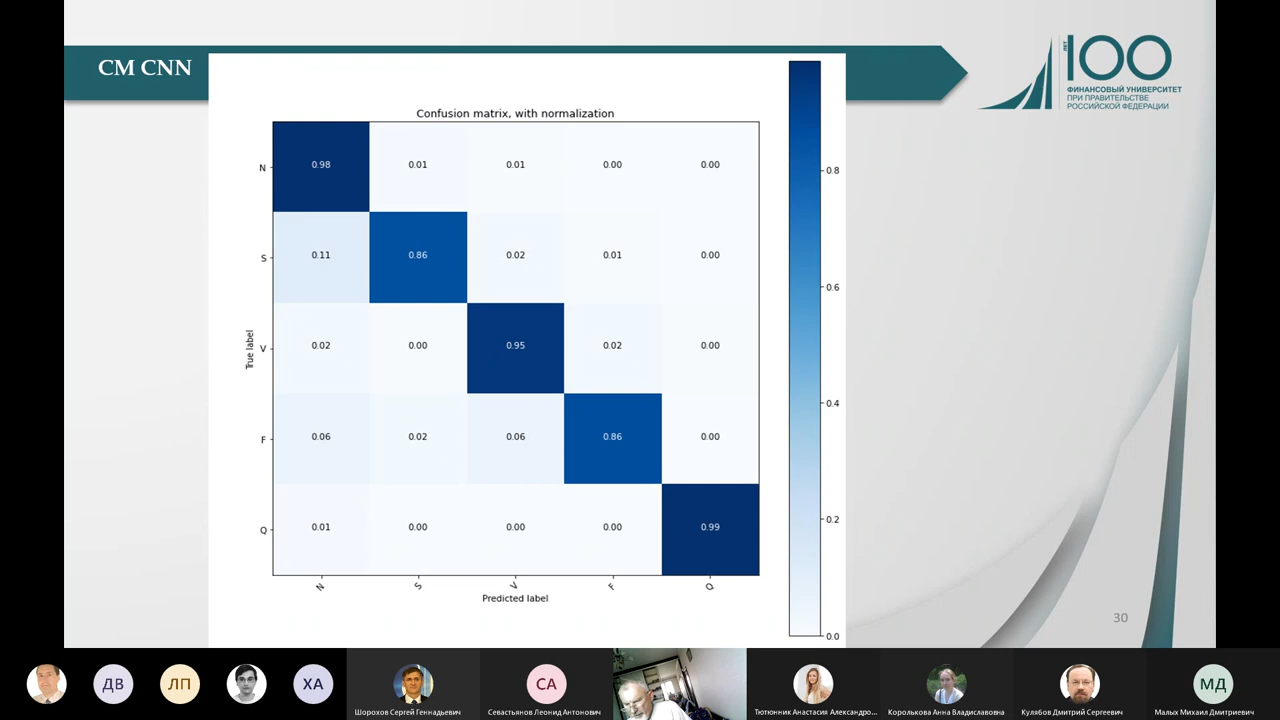 CM CNN
ЛЕТ
100
ФИНАНСОВЫЙ УНИВЕРСИТЕТ
ПРИ ПРАВИТЕЛЬСТВЕ
РОССИЙСКОЙ ФЕДЕРАЦИИ
Confusion matrix, with normalization
N 0.98 0.01 0.01 0.00 0.00
S 0.11 0.86 0.02 0.01 0.00
V 0.02 0.00 0.95 0.02 0.00
F 0.06 0.02 0.06 0.86 0.00
Q 0.01 0.00 0.00 0.00 0.99
True label
N S V F Q
Predicted label
0.8
0.6
0.4
0.2
0.0
30
ДВ
ЛП
ХА
СА
МД
Шорохов Сергей Геннадьевич
Севастьянов Леонид Антонович
Тютюнник Анастасия Александро...
Королькова Анна Владиславовна
Кулябов Дмитрий Сергеевич
Малых Михаил Дмитриевич